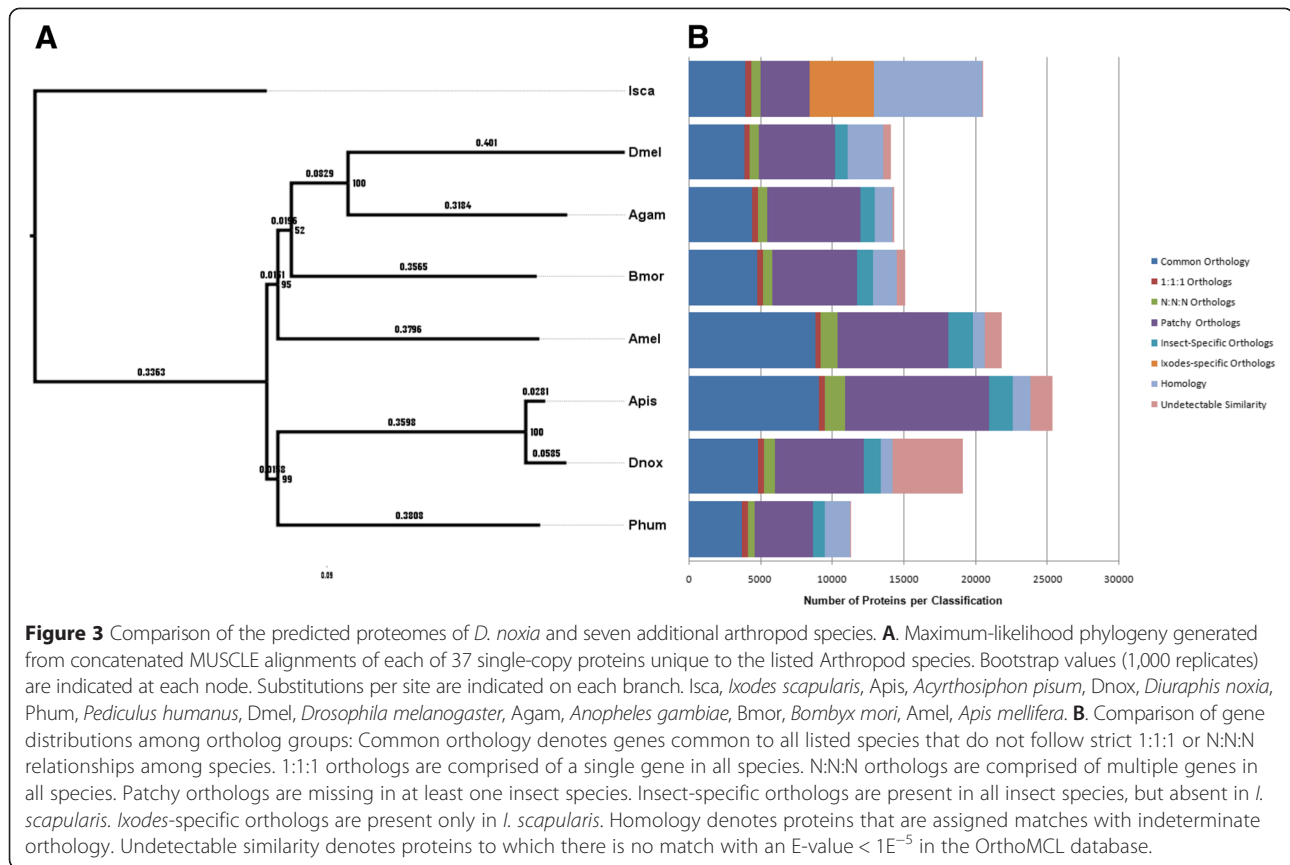 A
B
Isca
0.401
Dmel
0.0829
100
0.3184
Agam
0.0196
52
0.3565
Bmor
0.0151
95
0.3796
Amel
0.3363
0.0281
Apis
0.3598
100
0.0585
Dnox
0.0158
99
0.3808
Phum
0.09
Common Orthology
1:1:1 Orthologs
N:N:N Orthologs
Patchy Orthologs
Insect-Specific Orthologs
Ixodes-specific Orthologs
Homology
Undetectable Similarity
0 5000 10000 15000 20000 25000 30000
Number of Proteins per Classification
Figure 3 Comparison of the predicted proteomes of D. noxia and seven additional arthropod species. A. Maximum-likelihood phylogeny generated
from concatenated MUSCLE alignments of each of 37 single-copy proteins unique to the listed Arthropod species. Bootstrap values (1,000 replicates)
are indicated at each node. Substitutions per site are indicated on each branch. Isca, Ixodes scapularis, Apis, Acyrthosiphon pisum, Dnox, Diuraphis noxia,
Phum, Pediculus humanus, Dmel, Drosophila melanogaster, Agam, Anopheles gambiae, Bmor, Bombyx mori, Amel, Apis mellifera. B. Comparison of gene
distributions among ortholog groups: Common orthology denotes genes common to all listed species that do not follow strict 1:1:1 or N:N:N
relationships among species. 1:1:1 orthologs are comprised of a single gene in all species. N:N:N orthologs are comprised of multiple genes in
all species. Patchy orthologs are missing in at least one insect species. Insect-specific orthologs are present in all insect species, but absent in I.
scapularis. Ixodes-specific orthologs are present only in I. scapularis. Homology denotes proteins that are assigned matches with indeterminate
orthology. Undetectable similarity denotes proteins to which there is no match with an E-value < 1E⁻⁵ in the OrthoMCL database.